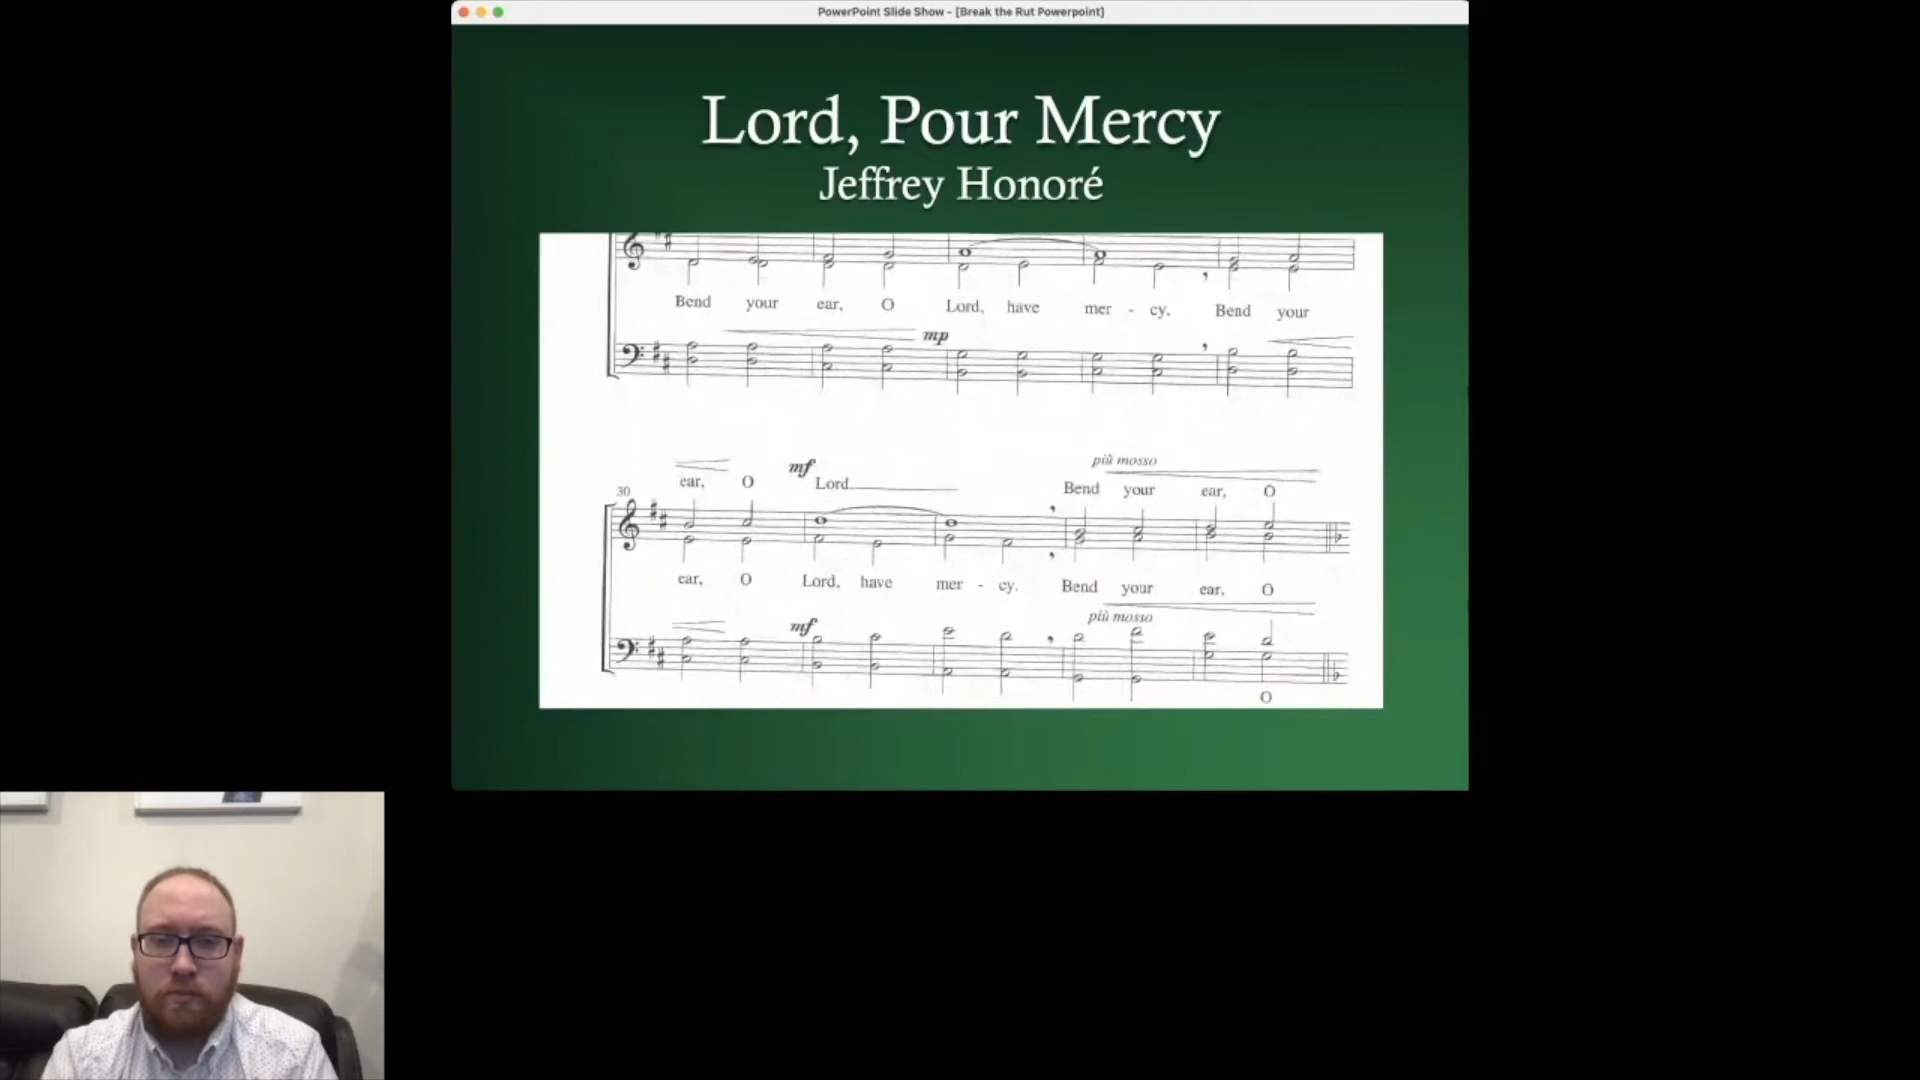 PowerPoint Slide Show - [Break the Rut Powerpoint]
Lord, Pour Mercy
Jeffrey Honoré
Bend your ear, O Lord, have mer - cy. Bend your
mp
mf
più mosso
ear, O Lord. Bend your ear, O
30
ear, O Lord, have mer - cy. Bend your ear, O
più mosso
mf
O